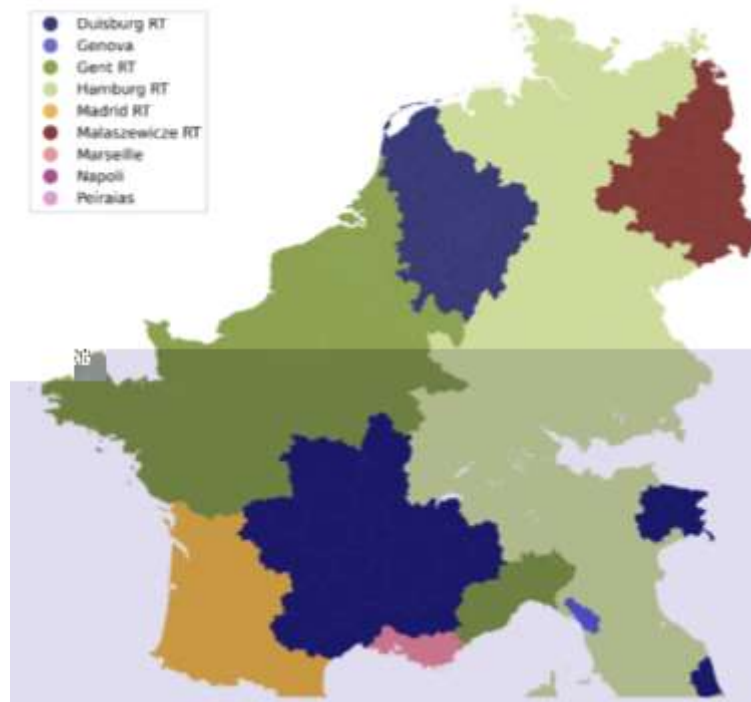 Duisburg RT
Genova
Gent RT
Hamburg RT
Madrid RT
Malaszewicze RT
Marseille
Napoli
Peiraias